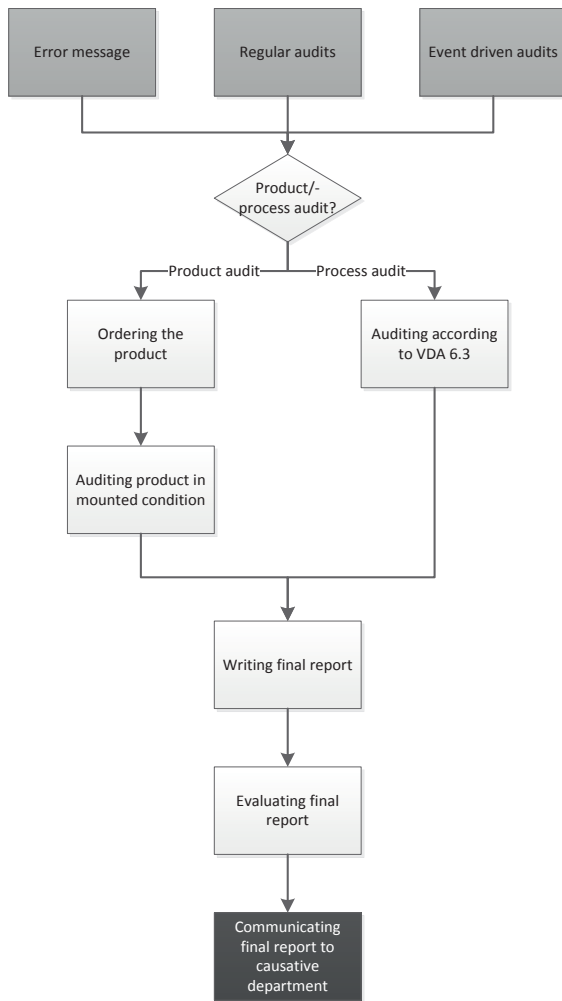 Error message
Regular audits
Event driven audits
Product/-
process audit?
Product audit
Process audit
Ordering the
product
Auditing according
to VDA 6.3
Auditing product in
mounted condition
Writing final report
Evaluating final
report
Communicating
final report to
causative
department